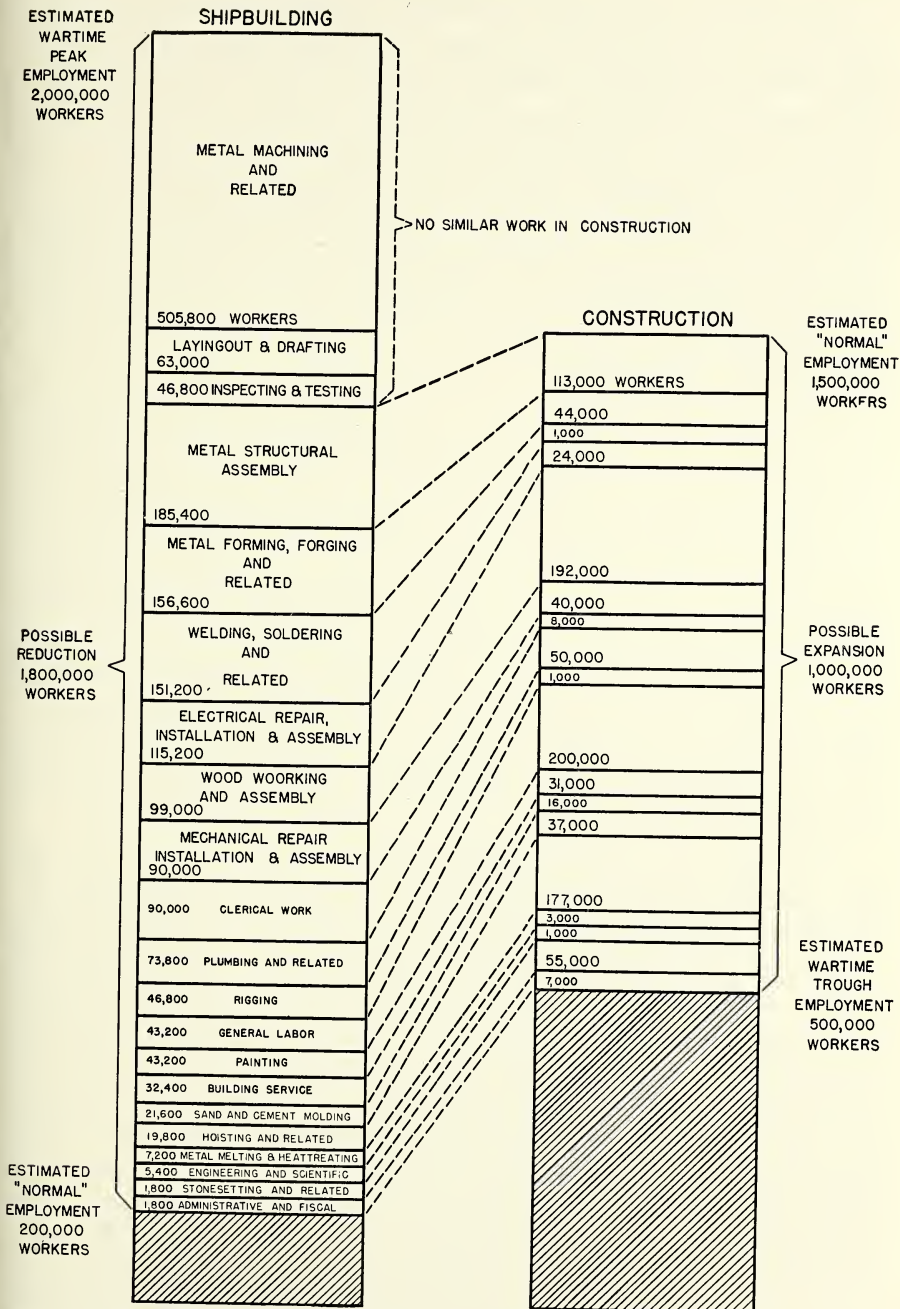 ESTIMATED
WARTIME
PEAK
EMPLOYMENT
2,000,000
WORKERS
SHIPBUILDING
METAL MACHINING
AND
RELATED
505,800 WORKERS
LAYINGOUT & DRAFTING
63,000
46,800 INSPECTING & TESTING
NO SIMILAR WORK IN CONSTRUCTION
METAL STRUCTURAL
ASSEMBLY
185,400
METAL FORMING, FORGING
AND
RELATED
156,600
WELDING, SOLDERING
AND
RELATED
151,200
ELECTRICAL REPAIR,
INSTALLATION & ASSEMBLY
115,200
WOOD WOORKING
AND ASSEMBLY
99,000
MECHANICAL REPAIR
INSTALLATION & ASSEMBLY
90,000
90,000 CLERICAL WORK
73,800 PLUMBING AND RELATED
46,800 RIGGING
43,200 GENERAL LABOR
43,200 PAINTING
32,400 BUILDING SERVICE
21,600 SAND AND CEMENT MOLDING
19,800 HOISTING AND RELATED
7,200 METAL MELTING & HEATTREATING
5,400 ENGINEERING AND SCIENTIFIC
1,800 STONESETTING AND RELATED
1,800 ADMINISTRATIVE AND FISCAL
POSSIBLE
REDUCTION
1,800,000
WORKERS
ESTIMATED
"NORMAL"
EMPLOYMENT
200,000
WORKERS
CONSTRUCTION
113,000 WORKERS
44,000
1,000
24,000
192,000
40,000
8,000
50,000
1,000
200,000
31,000
16,000
37,000
177,000
3,000
1,000
55,000
7,000
ESTIMATED
"NORMAL"
EMPLOYMENT
1,500,000
WORKERS
POSSIBLE
EXPANSION
1,000,000
WORKERS
ESTIMATED
WARTIME
TROUGH
EMPLOYMENT
500,000
WORKERS